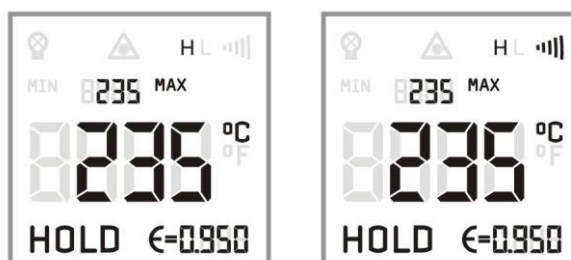 H L
MIN 235 MAX
235 °C
°F
HOLD ε=0.950
H L
MIN 235 MAX
235 °C
°F
HOLD ε=0.950